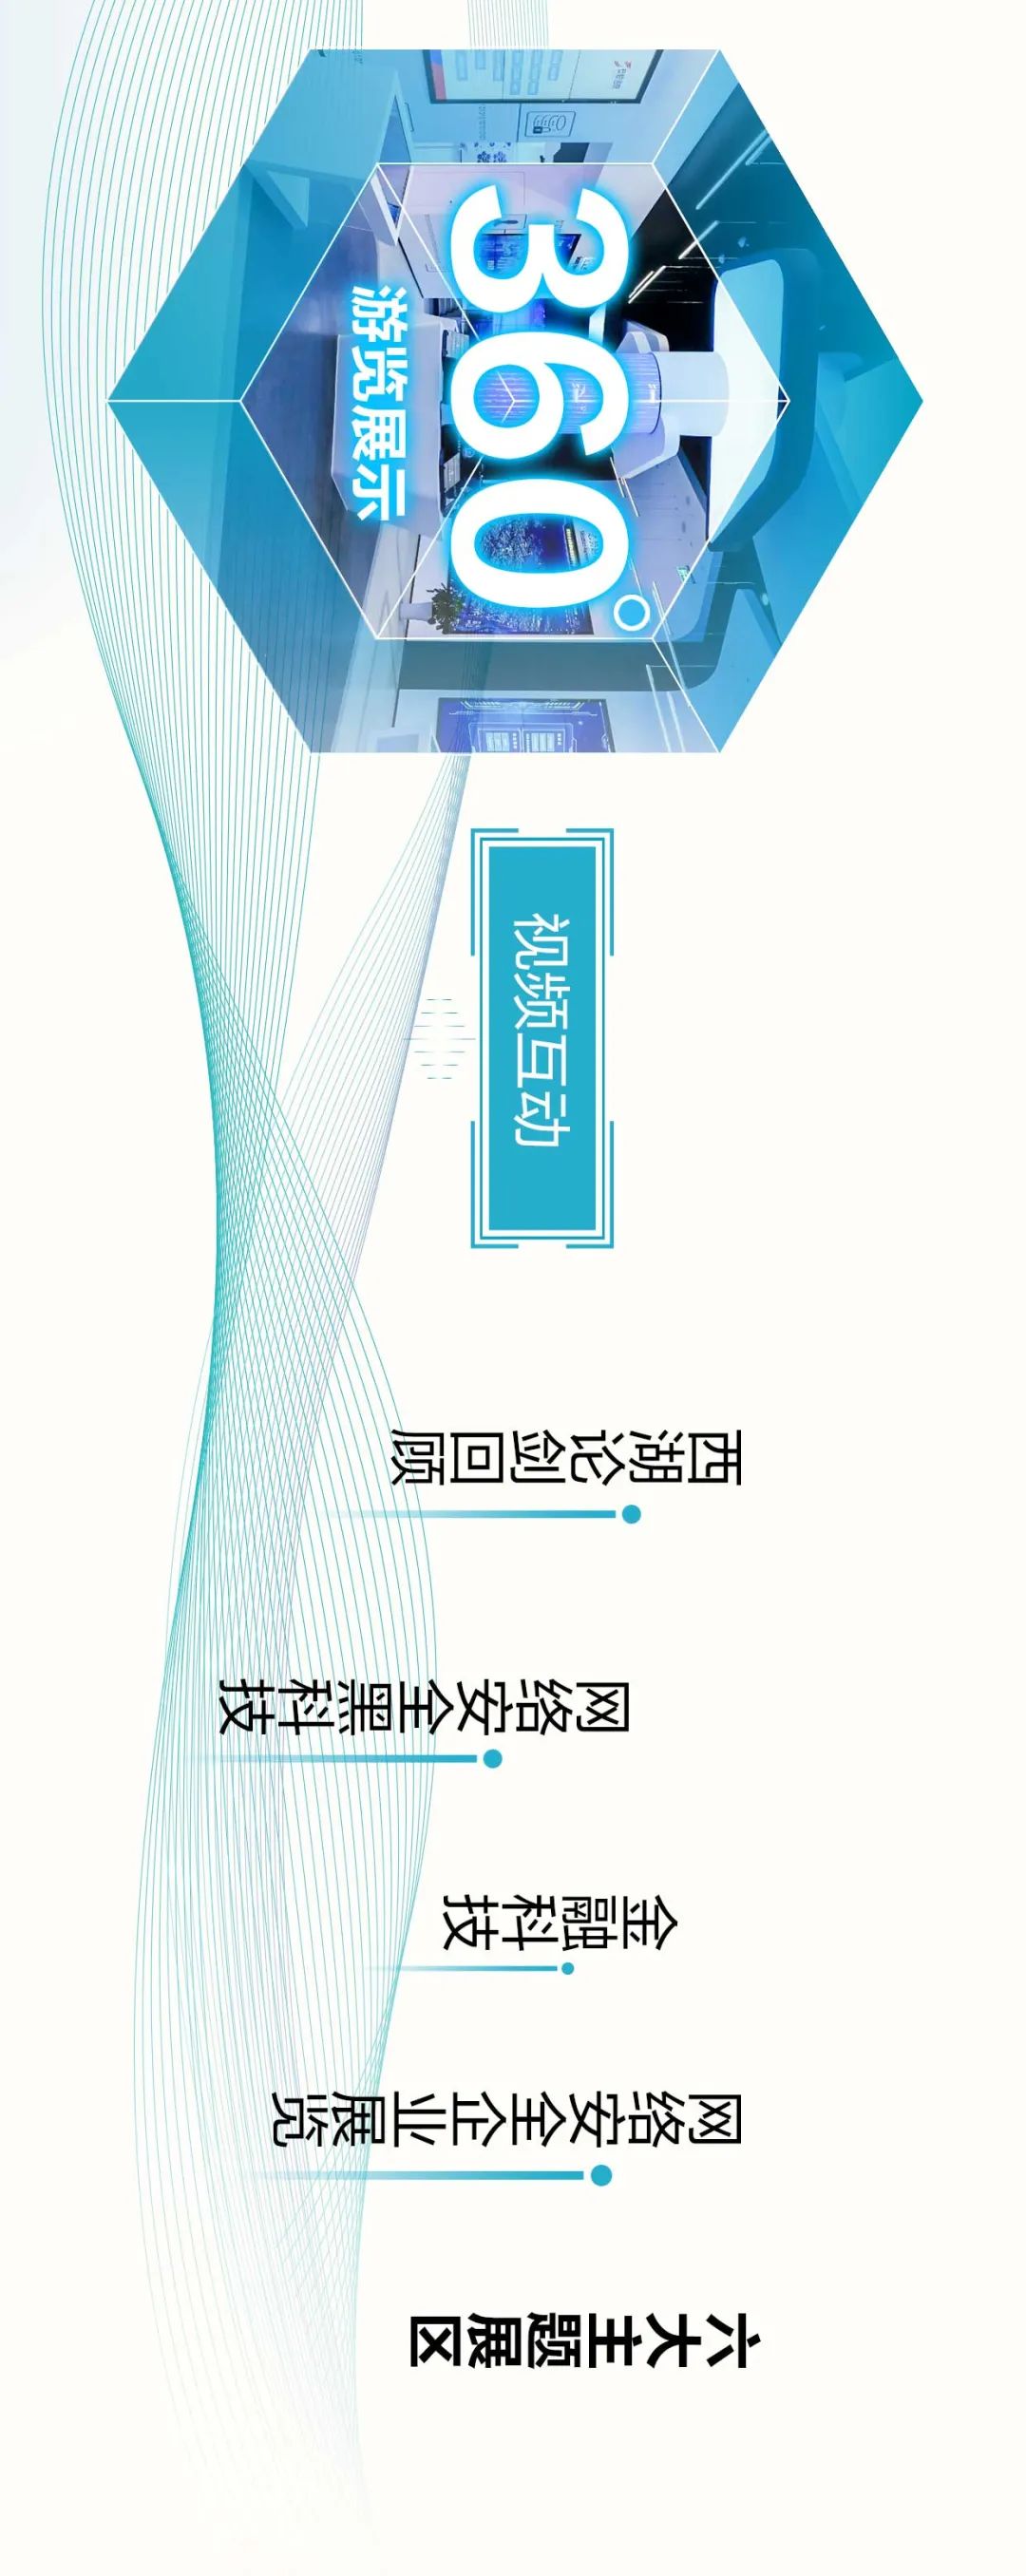 六大主题展区
网络安全企业展览
金融科技
网络安全黑科技
西湖论剑回顾
视频互动
360°
游览展示